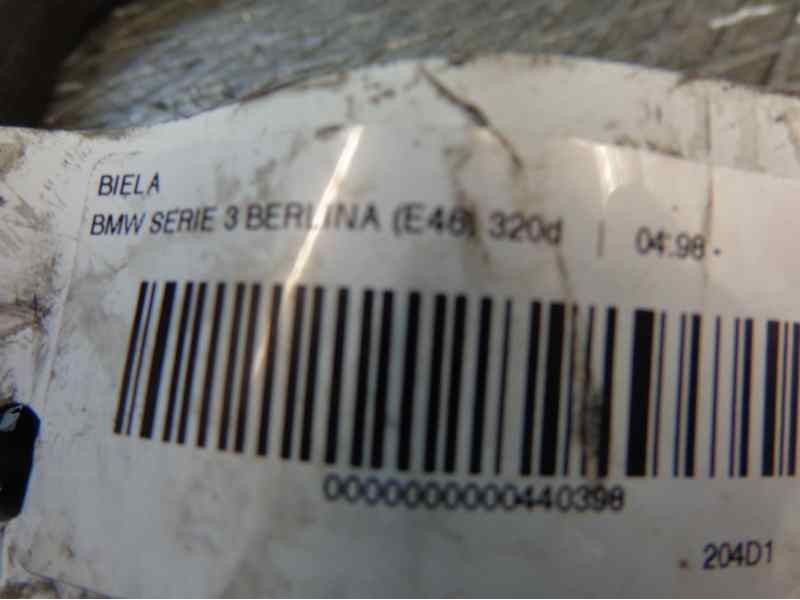 BIELA
BMW SERIE 3 BERLINA (E46) 320d | 04.98 -
0000000000440398
204D1